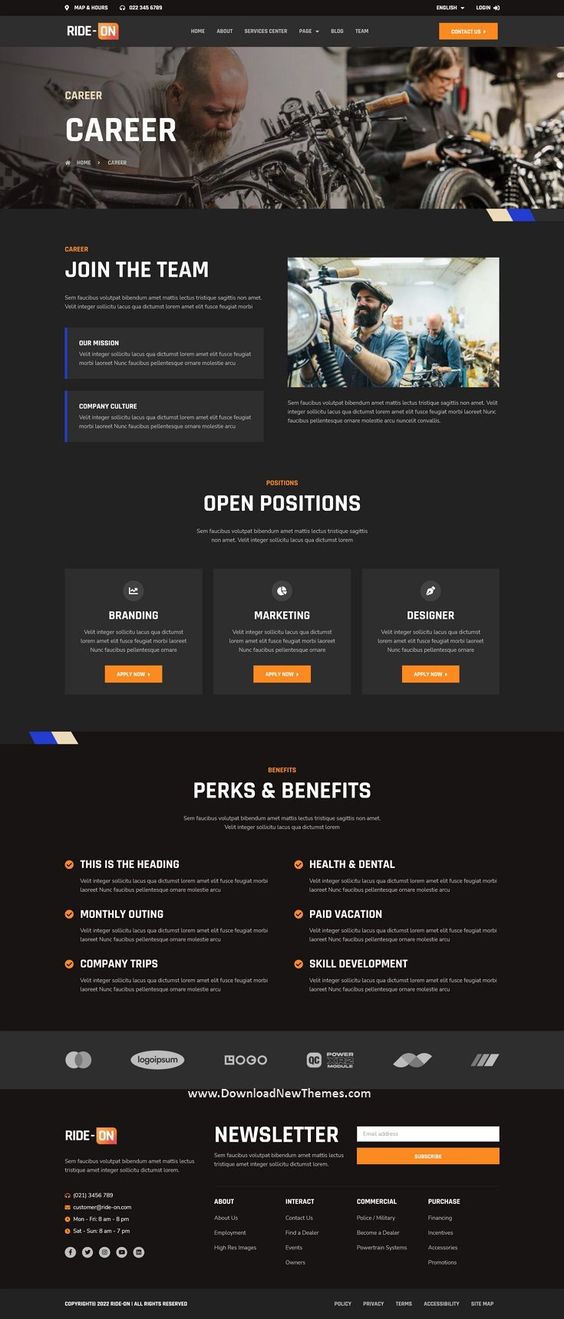 MAP & HOURS
022 345 6789
ENGLISH
LOGIN
RIDE-ON
HOME
ABOUT
SERVICES CENTER
PAGE
BLOG
TEAM
CONTACT US
CAREER
CAREER
HOME > CAREER
CAREER
JOIN THE TEAM
Sem faucibus volutpat bibendum amet mattis lectus tristique sagittis non amet.
Velit integer sollicitu lacus qua dictumst lorem amet elit fusce feugiat morbi
OUR MISSION
Velit integer sollicitu lacus qua dictumst lorem amet elit fusce feugiat
morbi laoreet Nunc faucibus pellentesque ornare molestie arcu
COMPANY CULTURE
Velit integer sollicitu lacus qua dictumst lorem amet elit fusce feugiat
morbi laoreet Nunc faucibus pellentesque ornare molestie arcu
Sem faucibus volutpat bibendum amet mattis lectus tristique sagittis non amet. Velit
integer sollicitu lacus qua dictumst lorem amet elit fusce feugiat morbi laoreet Nunc
faucibus pellentesque ornare molestie arcu nuncelit convallis.
POSITIONS
OPEN POSITIONS
Sem faucibus volutpat bibendum amet mattis lectus tristique sagittis
non amet. Velit integer sollicitu lacus qua dictumst lorem
BRANDING
Velit integer sollicitu lacus qua dictumst
lorem amet elit fusce feugiat morbi laoreet
Nunc faucibus pellentesque ornare
APPLY NOW
MARKETING
Velit integer sollicitu lacus qua dictumst
lorem amet elit fusce feugiat morbi laoreet
Nunc faucibus pellentesque ornare
APPLY NOW
DESIGNER
Velit integer sollicitu lacus qua dictumst
lorem amet elit fusce feugiat morbi laoreet
Nunc faucibus pellentesque ornare
APPLY NOW
BENEFITS
PERKS & BENEFITS
Sem faucibus volutpat bibendum amet mattis lectus tristique sagittis non amet.
Velit integer sollicitu lacus qua dictumst lorem
THIS IS THE HEADING
Velit integer sollicitu lacus qua dictumst lorem amet elit fusce feugiat morbi
laoreet Nunc faucibus pellentesque ornare molestie arcu
HEALTH & DENTAL
Velit integer sollicitu lacus qua dictumst lorem amet elit fusce feugiat morbi
laoreet Nunc faucibus pellentesque ornare molestie arcu
MONTHLY OUTING
Velit integer sollicitu lacus qua dictumst lorem amet elit fusce feugiat morbi
laoreet Nunc faucibus pellentesque ornare molestie arcu
PAID VACATION
Velit integer sollicitu lacus qua dictumst lorem amet elit fusce feugiat morbi
laoreet Nunc faucibus pellentesque ornare molestie arcu
COMPANY TRIPS
Velit integer sollicitu lacus qua dictumst lorem amet elit fusce feugiat morbi
laoreet Nunc faucibus pellentesque ornare molestie arcu
SKILL DEVELOPMENT
Velit integer sollicitu lacus qua dictumst lorem amet elit fusce feugiat morbi
laoreet Nunc faucibus pellentesque ornare molestie arcu
logoipsum
LOGO
QC
POWER
XR2
MODULE
www.DownloadNewThemes.com
RIDE-ON
Sem faucibus volutpat bibendum amet mattis lectus
tristique amet integer sollicitu lectus tristique lorem.
(021) 3456 789
customer@ride-on.com
Mon - Fri: 8 am - 8 pm
Sat - Sun: 8 am - 7 pm
NEWSLETTER
Sem faucibus volutpat bibendum amet mattis lectus
tristique amet integer sollicitu lectus tristique lorem.
Email address
SUBSCRIBE
ABOUT
About Us
Employment
High Res Images
INTERACT
Contact Us
Find a Dealer
Events
Owners
COMMERCIAL
Police / Military
Become a Dealer
Powertrain Systems
PURCHASE
Financing
Incentives
Accessories
Promotions
COPYRIGHT© 2022 RIDE-ON | ALL RIGHTS RESERVED
POLICY
PRIVACY
TERMS
ACCESSIBILITY
SITE MAP